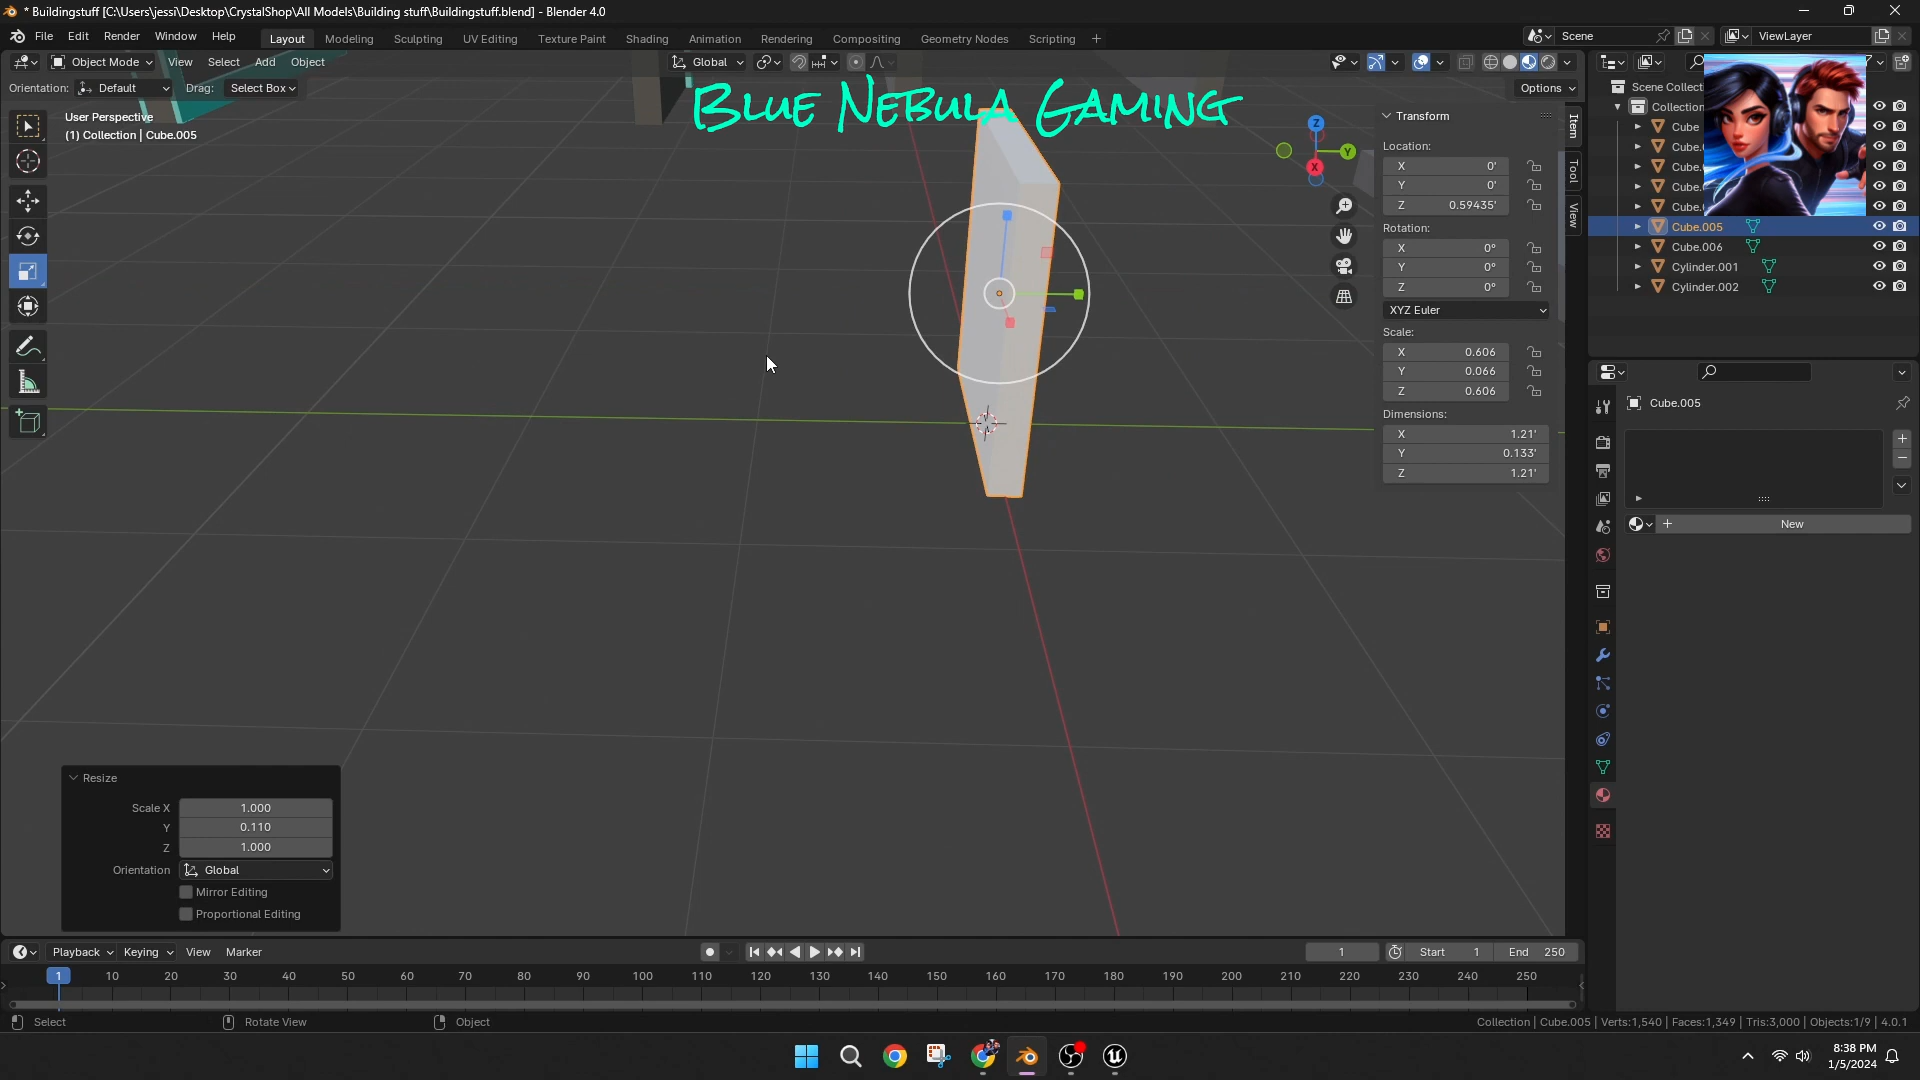 * Buildingstuff [C:\Users\jessi\Desktop\CrystalShop\All Models\Building stuff\Buildingstuff.blend] - Blender 4.0
File Edit Render Window Help
Layout Modeling Sculpting UV Editing Texture Paint Shading Animation Rendering Compositing Geometry Nodes Scripting +
Scene
ViewLayer
Object Mode View Select Add Object
Global
Orientation: Default Drag: Select Box
Options
User Perspective
(1) Collection | Cube.005
Blue Nebula Gaming
Transform
Location:
X 0'
Y 0'
Z 0.59435'
Rotation:
X 0°
Y 0°
Z 0°
XYZ Euler
Scale:
X 0.606
Y 0.066
Z 0.606
Dimensions:
X 1.21'
Y 0.133'
Z 1.21'
Item
Tool
View
Z
Y
X
Scene Collect
Collection
Cube
Cube.
Cube.
Cube.
Cube.
Cube.005
Cube.006
Cylinder.001
Cylinder.002
Cube.005
New
Resize
Scale X 1.000
Y 0.110
Z 1.000
Orientation Global
Mirror Editing
Proportional Editing
Playback Keying View Marker
1
Start 1
End 250
1 10 20 30 40 50 60 70 80 90 100 110 120 130 140 150 160 170 180 190 200 210 220 230 240 250
Select
Rotate View
Object
Collection | Cube.005 | Verts:1,540 | Faces:1,349 | Tris:3,000 | Objects:1/9 | 4.0.1
8:38 PM
1/5/2024